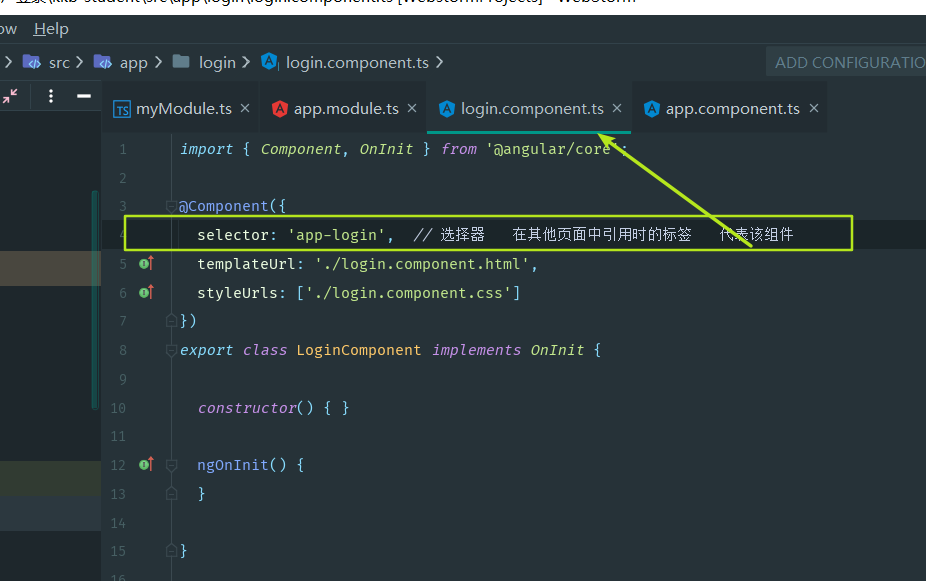 ow Help
src app login login.component.ts ADD CONFIGURATIO
myModule.ts app.module.ts login.component.ts app.component.ts
1 import { Component, OnInit } from '@angular/core';
2
3 @Component({
4 selector: 'app-login', // 选择器 在其他页面中引用时的标签 代表该组件
5 templateUrl: './login.component.html',
6 styleUrls: ['./login.component.css']
7 })
8 export class LoginComponent implements OnInit {
9
10 constructor() { }
11
12 ngOnInit() {
13 }
14
15 }
16